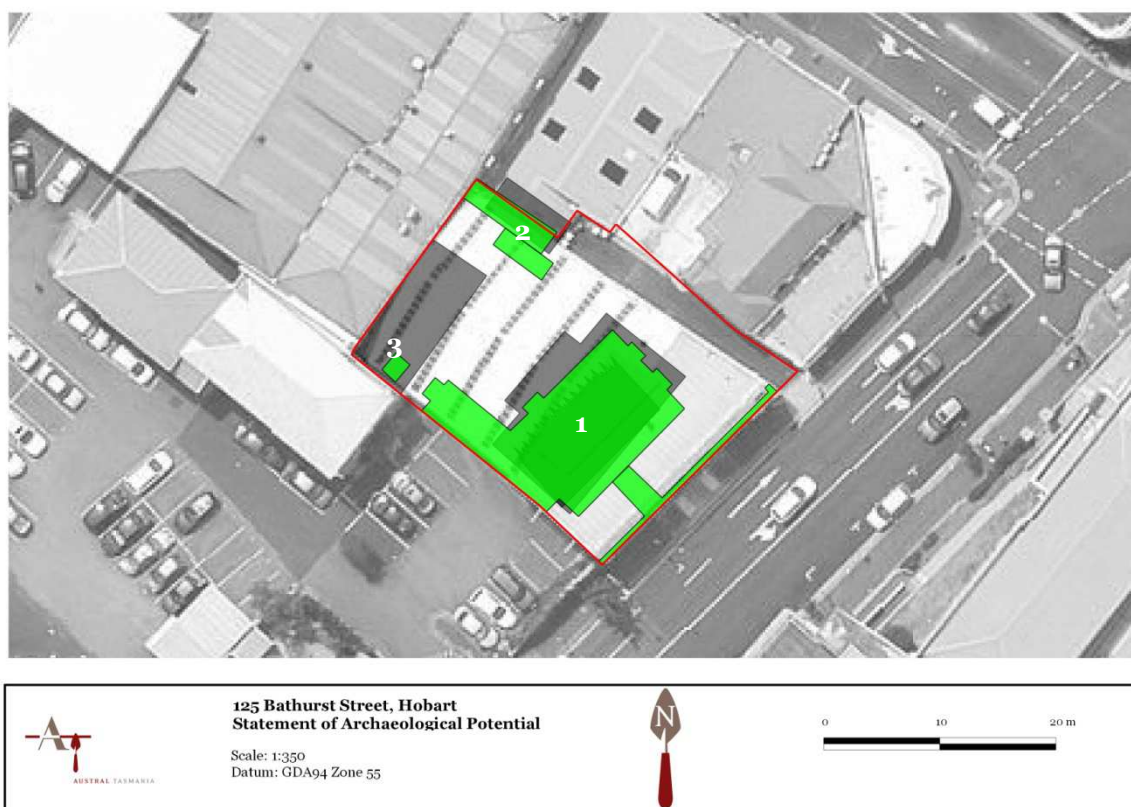 2
3
1
125 Bathurst Street, Hobart
Statement of Archaeological Potential
Scale: 1:350
Datum: GDA94 Zone 55
A
AUSTRAL TASMANIA
N
0 10 20 m